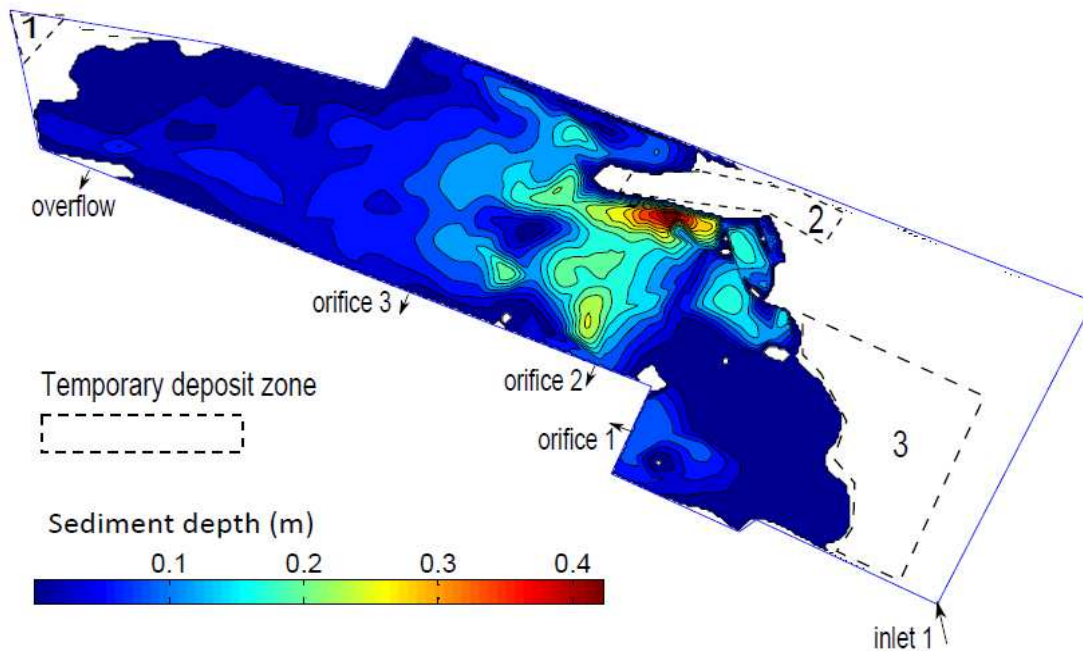 1
2
overflow
orifice 3
Temporary deposit zone
orifice 2
orifice 1
3
Sediment depth (m)
0.1 0.2 0.3 0.4
inlet 1